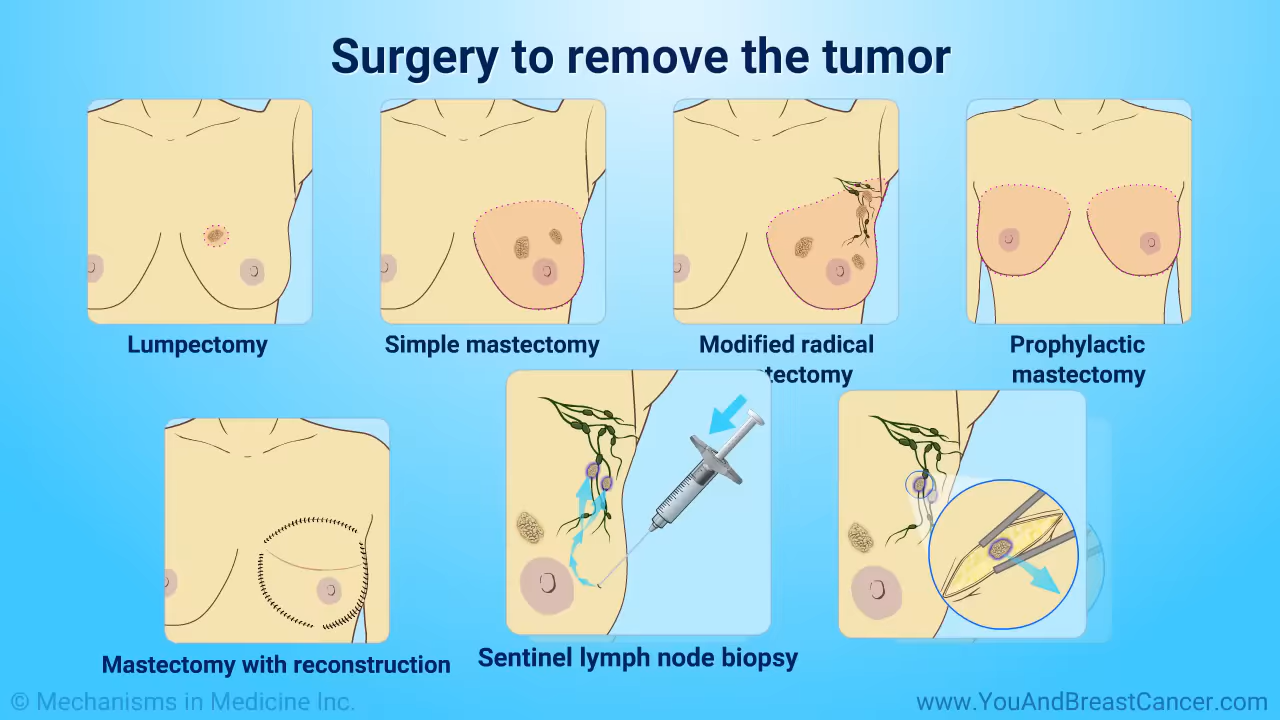 Surgery to remove the tumor
Lumpectomy
Simple mastectomy
Modified radical
tectomy
Prophylactic
mastectomy
Mastectomy with reconstruction
Sentinel lymph node biopsy
© Mechanisms in Medicine Inc.
www.YouAndBreastCancer.com